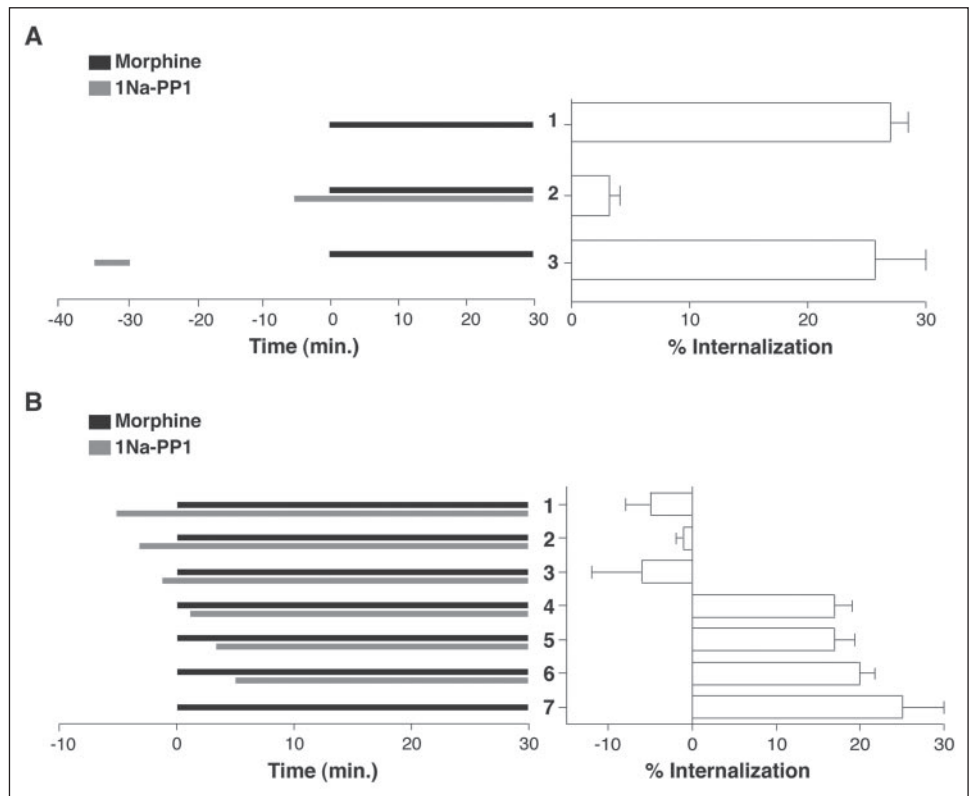 A
Morphine
1Na-PP1
1
2
3
-40 -30 -20 -10 0 10 20 30
Time (min.)
0 10 20 30
% Internalization
B
Morphine
1Na-PP1
1
2
3
4
5
6
7
-10 0 10 20 30
Time (min.)
-10 0 10 20 30
% Internalization